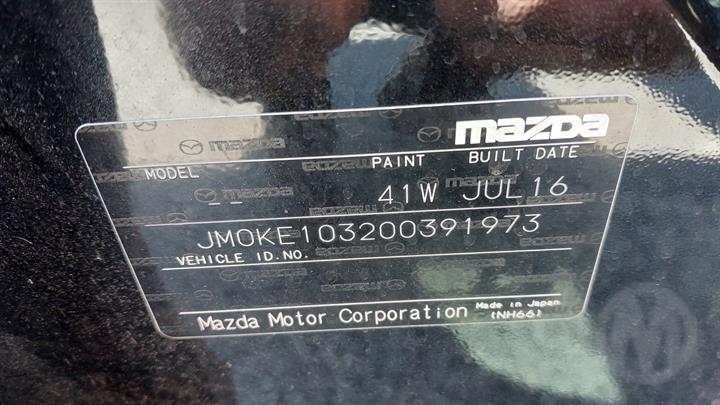 mazda
MODEL PAINT BUILT DATE
-- 41W JUL 16
JM0KE103200391973
VEHICLE ID.NO.
Mazda Motor Corporation Made in Japan
(NH66)
M